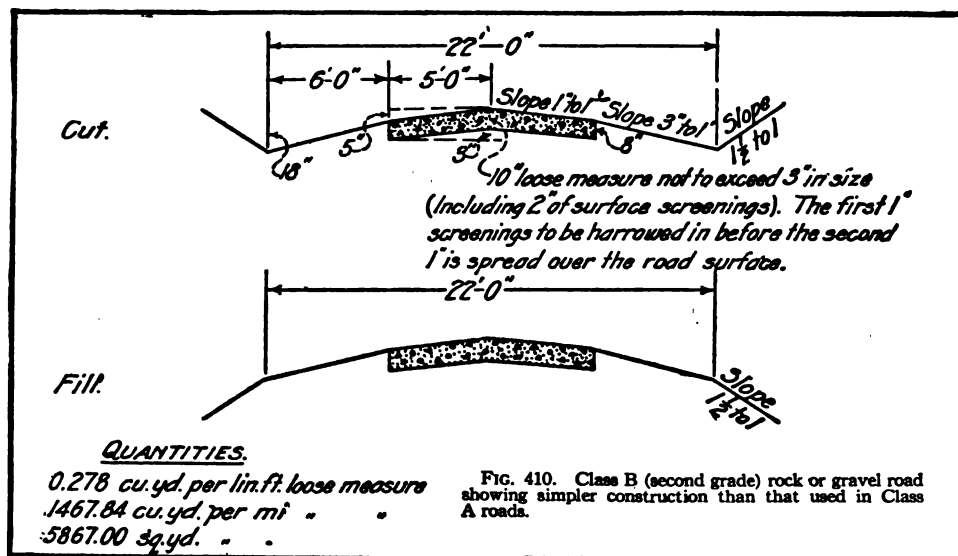 22'-0"
6'-0" 5'-0"
Slope 1" to 1' Slope 3" to 1'
Slope
1½ to 1
Cut.
5" 3" 8"
18"
10" loose measure not to exceed 3" in size
(Including 2" of surface screenings). The first 1"
screenings to be harrowed in before the second
1" is spread over the road surface.
22'-0"
Fill.
Slope
1½ to 1
QUANTITIES.
0.278 cu. yd. per lin. ft. loose measure
1467.84 cu. yd. per mi " "
5867.00 sq. yd. " "
FIG. 410. Class B (second grade) rock or gravel road
showing simpler construction than that used in Class
A roads.